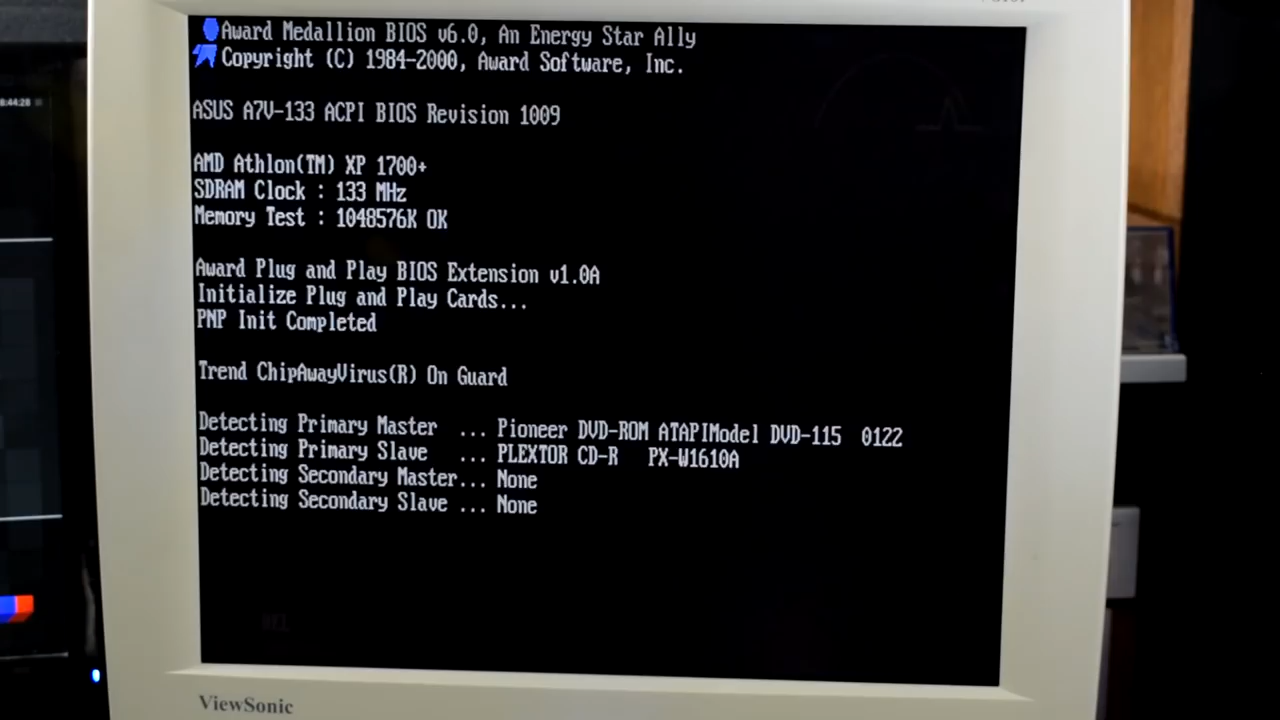 8:44:28
Award Medallion BIOS v6.0, An Energy Star Ally
Copyright (C) 1984-2000, Award Software, Inc.
ASUS A7V-133 ACPI BIOS Revision 1009
AMD Athlon(TM) XP 1700+
SDRAM Clock : 133 MHz
Memory Test : 1048576K OK
Award Plug and Play BIOS Extension v1.0A
Initialize Plug and Play Cards...
PNP Init Completed
Trend ChipAwayVirus(R) On Guard
Detecting Primary Master ... Pioneer DVD-ROM ATAPIModel DVD-115 0122
Detecting Primary Slave ... PLEXTOR CD-R PX-W1610A
Detecting Secondary Master... None
Detecting Secondary Slave ... None
DEL
ViewSonic